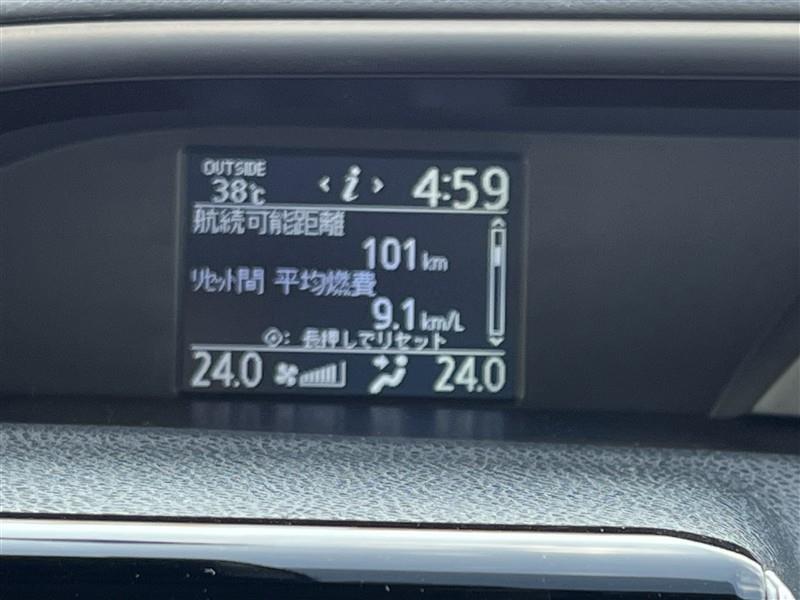 OUTSIDE
38℃ < i > 4:59
航続可能距離
101 km
リセット間 平均燃費
9.1 km/L
◎: 長押しでリセット
24.0 24.0